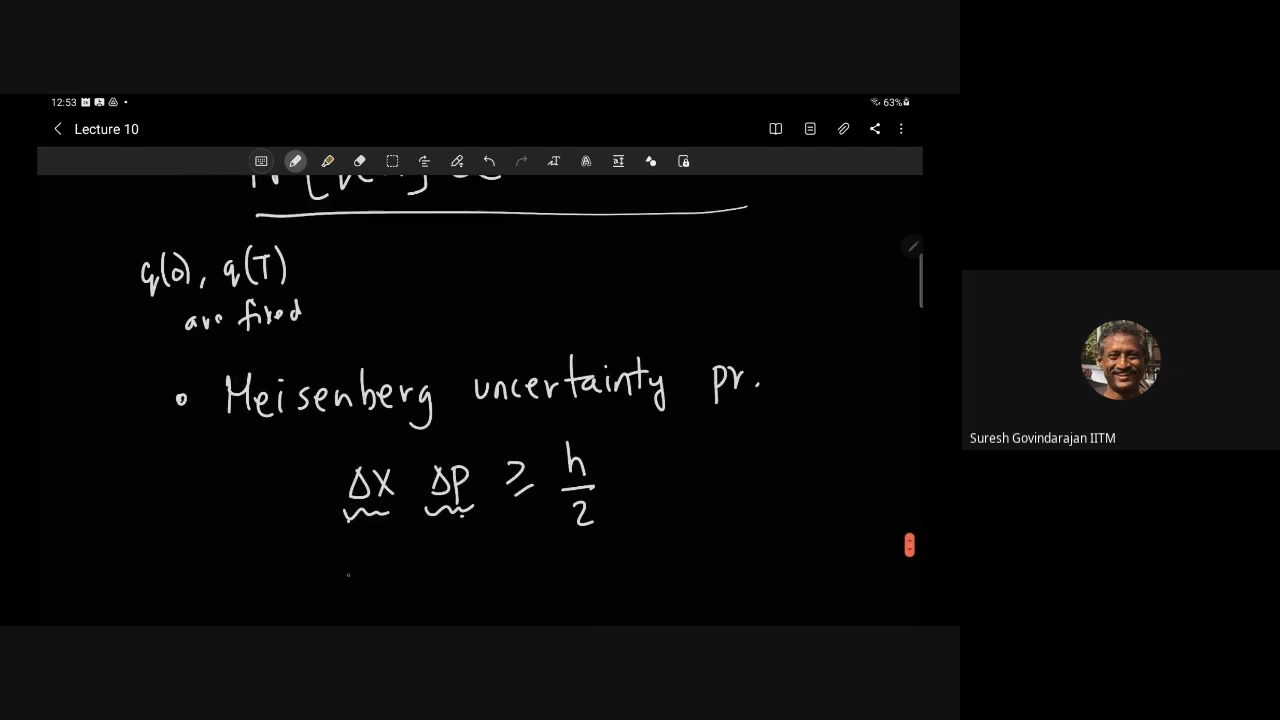 12:53
63%
Lecture 10
q(0), q(T)
are fixed
• Heisenberg uncertainty pr.
Δx Δp ≥ h/2
Suresh Govindarajan IITM